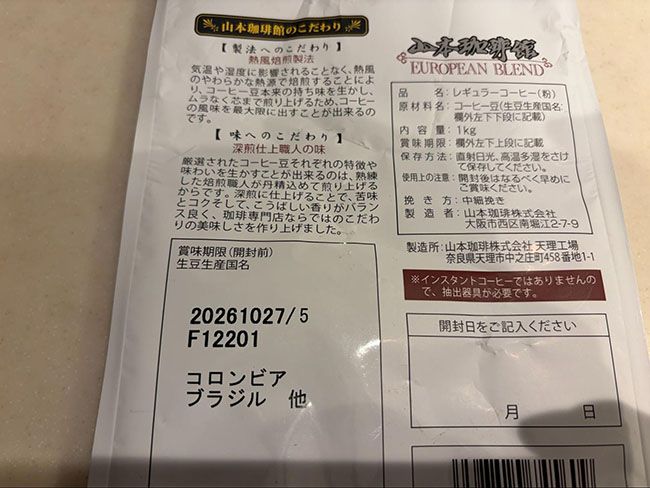 山本珈琲館のこだわり
【製法へのこだわり】
熱風焙煎製法
気温や湿度に影響されることなく、熱風
のやわらかな熱源で焙煎することによ
り、コーヒー豆本来の持ち味を生かし、
ムラなく芯まで煎り上げるため、コーヒー
の風味を最大限に出すことが出来るの
です。
【味へのこだわり】
深煎仕上職人の味
厳選されたコーヒー豆それぞれの特徴や
味わいを生かすことが出来るのは、熟練
した焙煎職人が丹精込めて煎り上げる
からです。深煎に仕上げることで、苦味
とコクそして、こうばしい香りがバラン
ス良く、珈琲専門店ならではのこだわり
の美味しさを作り上げました。
賞味期限(開封前)
生豆生産国名
20261027/5
F12201
コロンビア
ブラジル 他
山本珈琲館
EUROPEAN BLEND
品名:レギュラーコーヒー(粉)
原材料名:コーヒー豆(生豆生産国名:
欄外左下下段に記載)
内容量:1kg
賞味期限:欄外左下上段に記載
保存方法:直射日光、高温多湿をさけ
て保存してください。
使用上の注意:開封後はなるべく早めに
ご賞味ください。
挽き方:中細挽き
製造者:山本珈琲株式会社
大阪市西区南堀江2-7-9
製造所:山本珈琲株式会社 天理工場
奈良県天理市中之庄町458番地1-1
※インスタントコーヒーではありませんの
で、抽出器具が必要です。
開封日をご記入ください
月 日